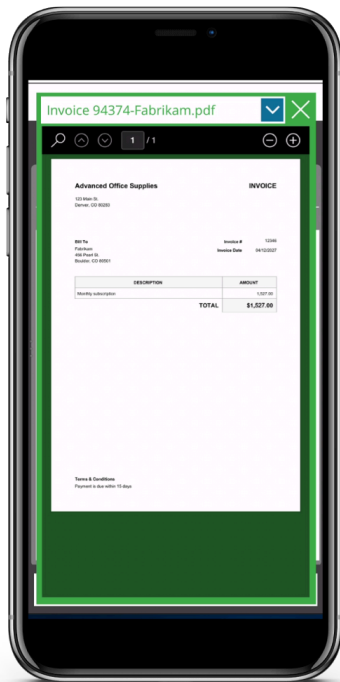 Invoice 94374-Fabrikam.pdf
1 / 1
Advanced Office Supplies INVOICE
123 Main St.
Denver, CO 80220
Bill To Invoice # 12345
Fabrikam Invoice Date 04/12/2027
456 Pearl St.
Boulder, CO 80501
DESCRIPTION AMOUNT
Monthly subscription 1,527.00
TOTAL $1,527.00
Terms & Conditions
Payment is due within 15 days